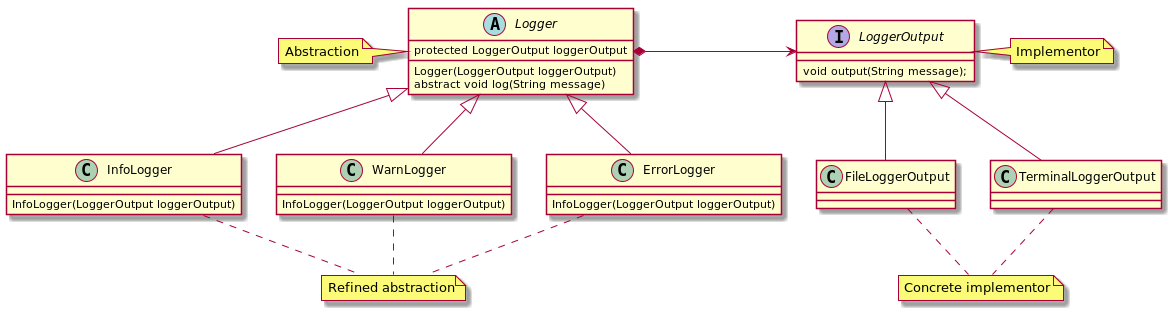 A Logger
protected LoggerOutput loggerOutput
Logger(LoggerOutput loggerOutput)
abstract void log(String message)
Abstraction
I LoggerOutput
void output(String message);
Implementor
C InfoLogger
InfoLogger(LoggerOutput loggerOutput)
C WarnLogger
InfoLogger(LoggerOutput loggerOutput)
C ErrorLogger
InfoLogger(LoggerOutput loggerOutput)
C FileLoggerOutput
C TerminalLoggerOutput
Refined abstraction
Concrete implementor